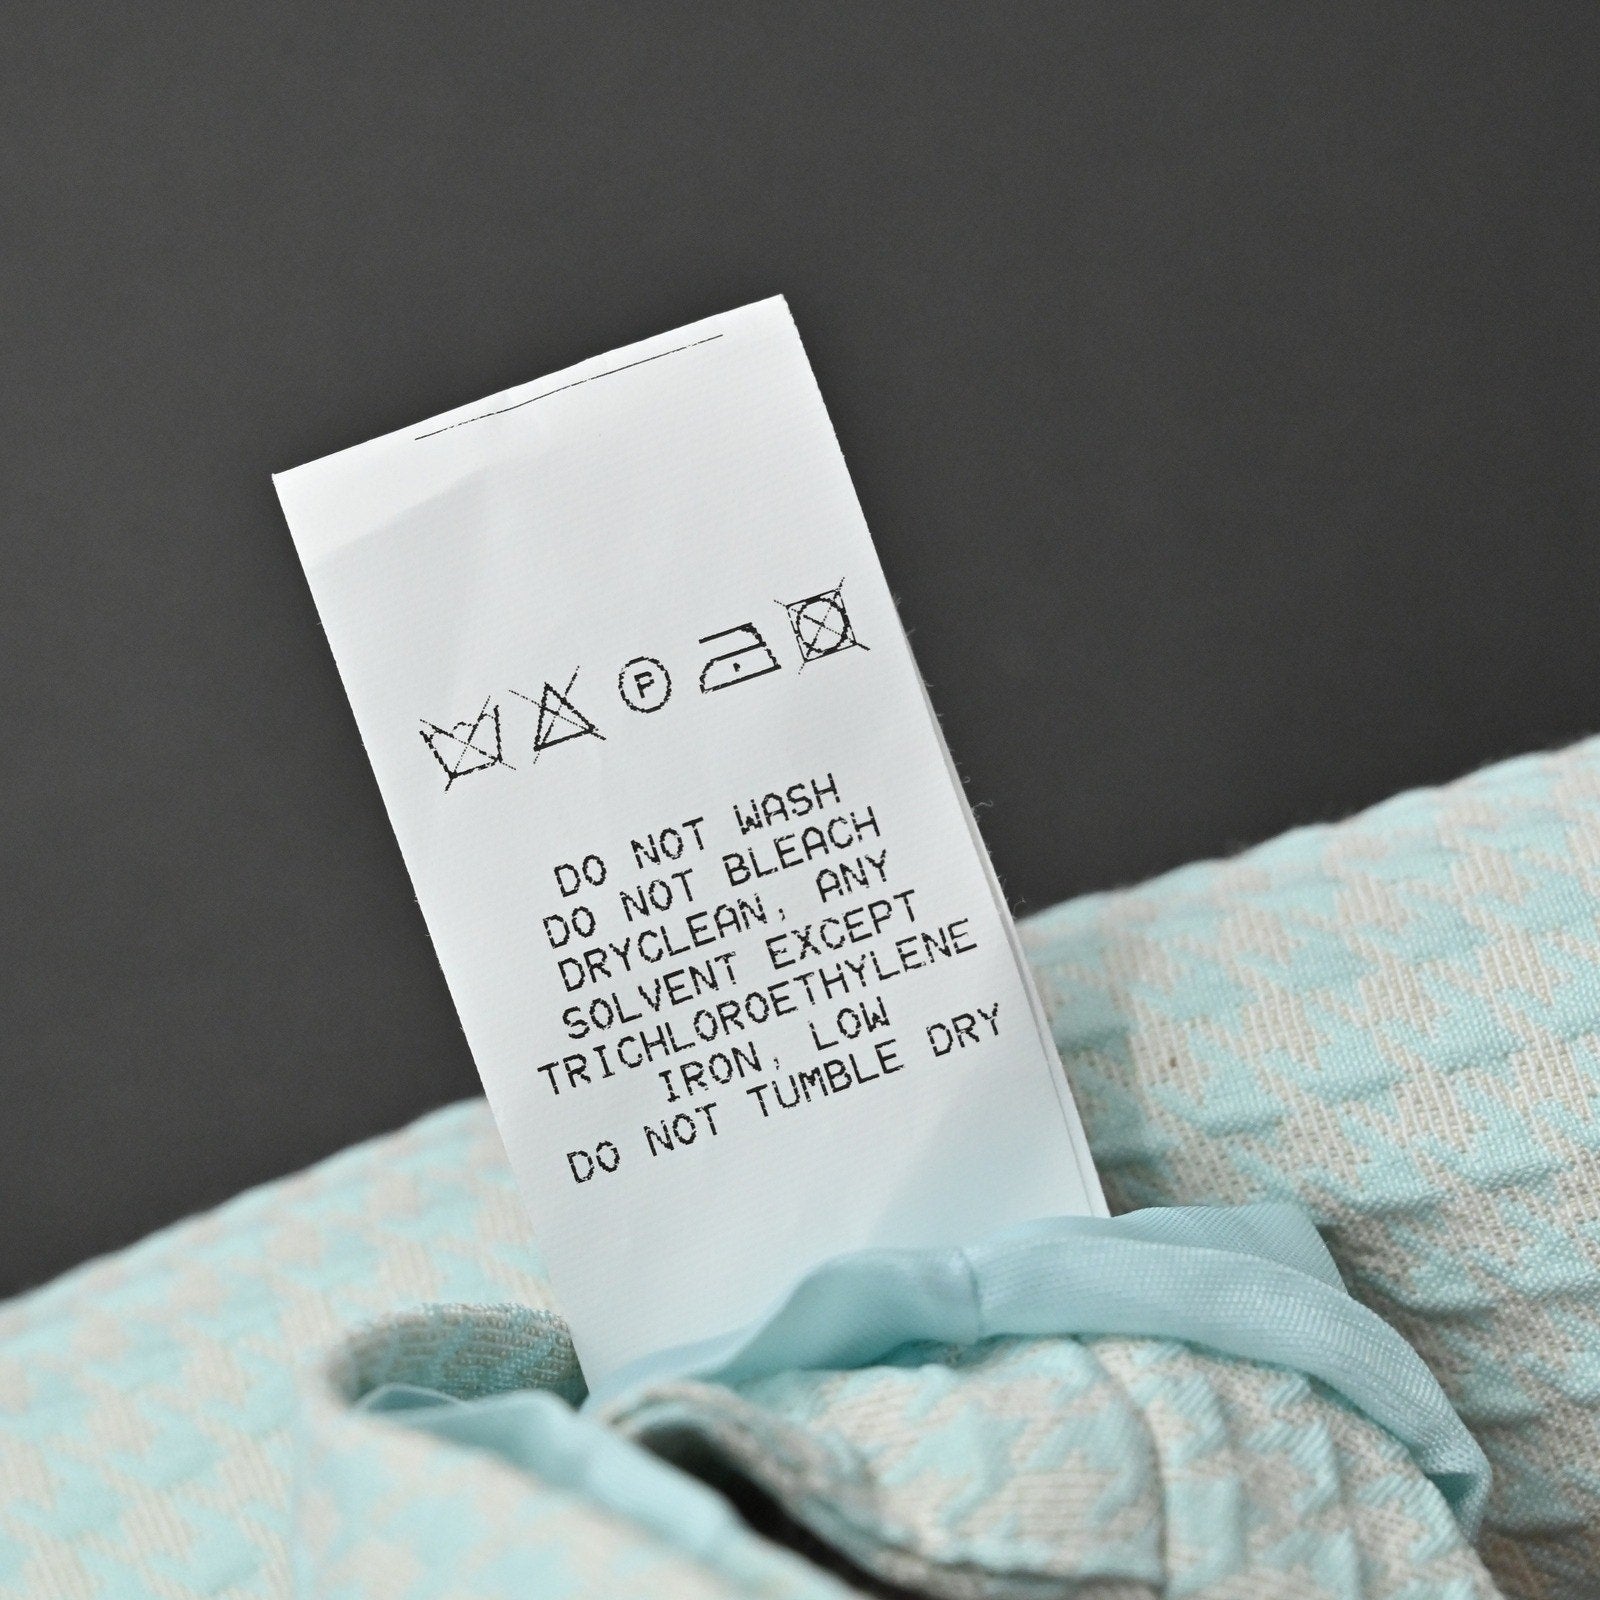 P
DO NOT WASH
DO NOT BLEACH
DRYCLEAN, ANY
SOLVENT EXCEPT
TRICHLOROETHYLENE
IRON, LOW
DO NOT TUMBLE DRY